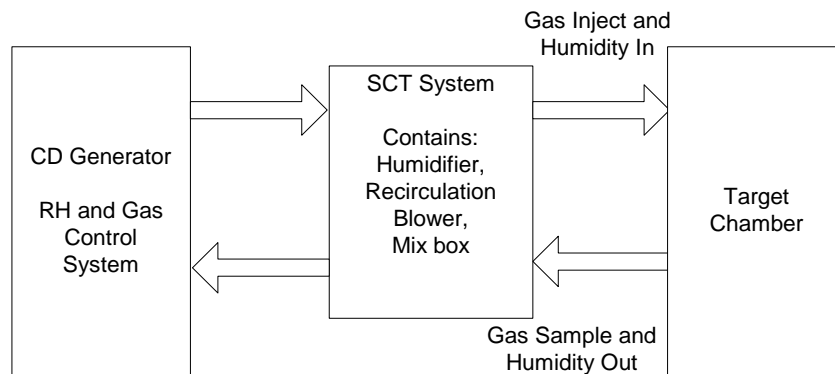 Gas Inject and
Humidity In
CD Generator
RH and Gas
Control
System
SCT System
Contains:
Humidifier,
Recirculation
Blower,
Mix box
Target
Chamber
Gas Sample and
Humidity Out